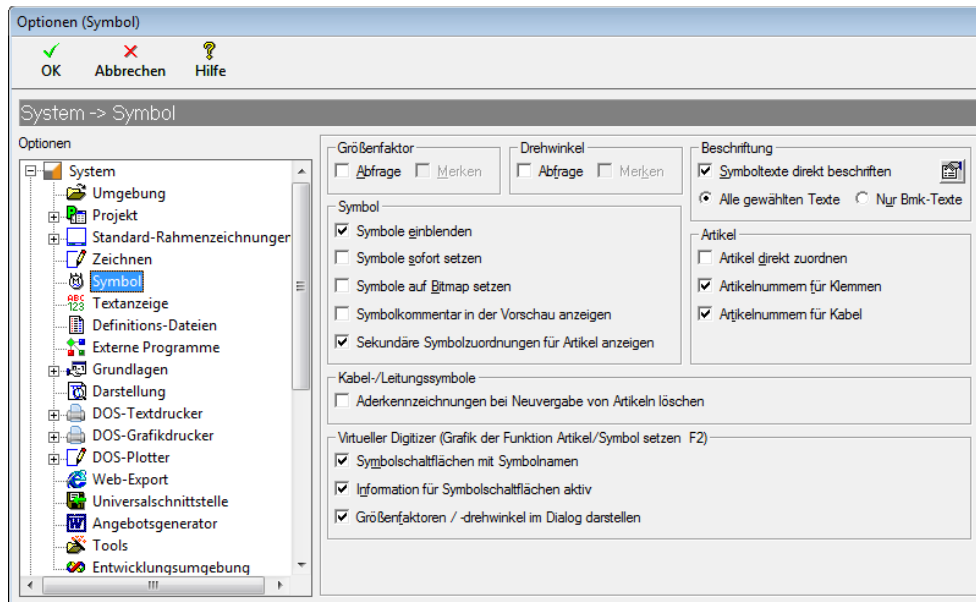 Optionen (Symbol)
OK Abbrechen Hilfe
System -> Symbol
Optionen
System
Umgebung
Projekt
Standard-Rahmenzeichnunger
Zeichnen
Symbol
ABC 123 Textanzeige
Definitions-Dateien
Externe Programme
Grundlagen
Darstellung
DOS-Textdrucker
DOS-Grafikdrucker
DOS-Plotter
Web-Export
Universalschnittstelle
W Angebotsgenerator
Tools
Entwicklungsumgebung
Größenfaktor
Abfrage Merken
Drehwinkel
Abfrage Merken
Beschriftung
Symboltexte direkt beschriften
Alle gewählten Texte Nur Bmk-Texte
Symbol
Symbole einblenden
Symbole sofort setzen
Symbole auf Bitmap setzen
Symbolkommentar in der Vorschau anzeigen
Sekundäre Symbolzuordnungen für Artikel anzeigen
Artikel
Artikel direkt zuordnen
Artikelnummern für Klemmen
Artikelnummern für Kabel
Kabel-/Leitungssymbole
Aderkennzeichnungen bei Neuvergabe von Artikeln löschen
Virtueller Digitizer (Grafik der Funktion Artikel/Symbol setzen F2)
Symbolschaltflächen mit Symbolnamen
Information für Symbolschaltflächen aktiv
Größenfaktoren / -drehwinkel im Dialog darstellen